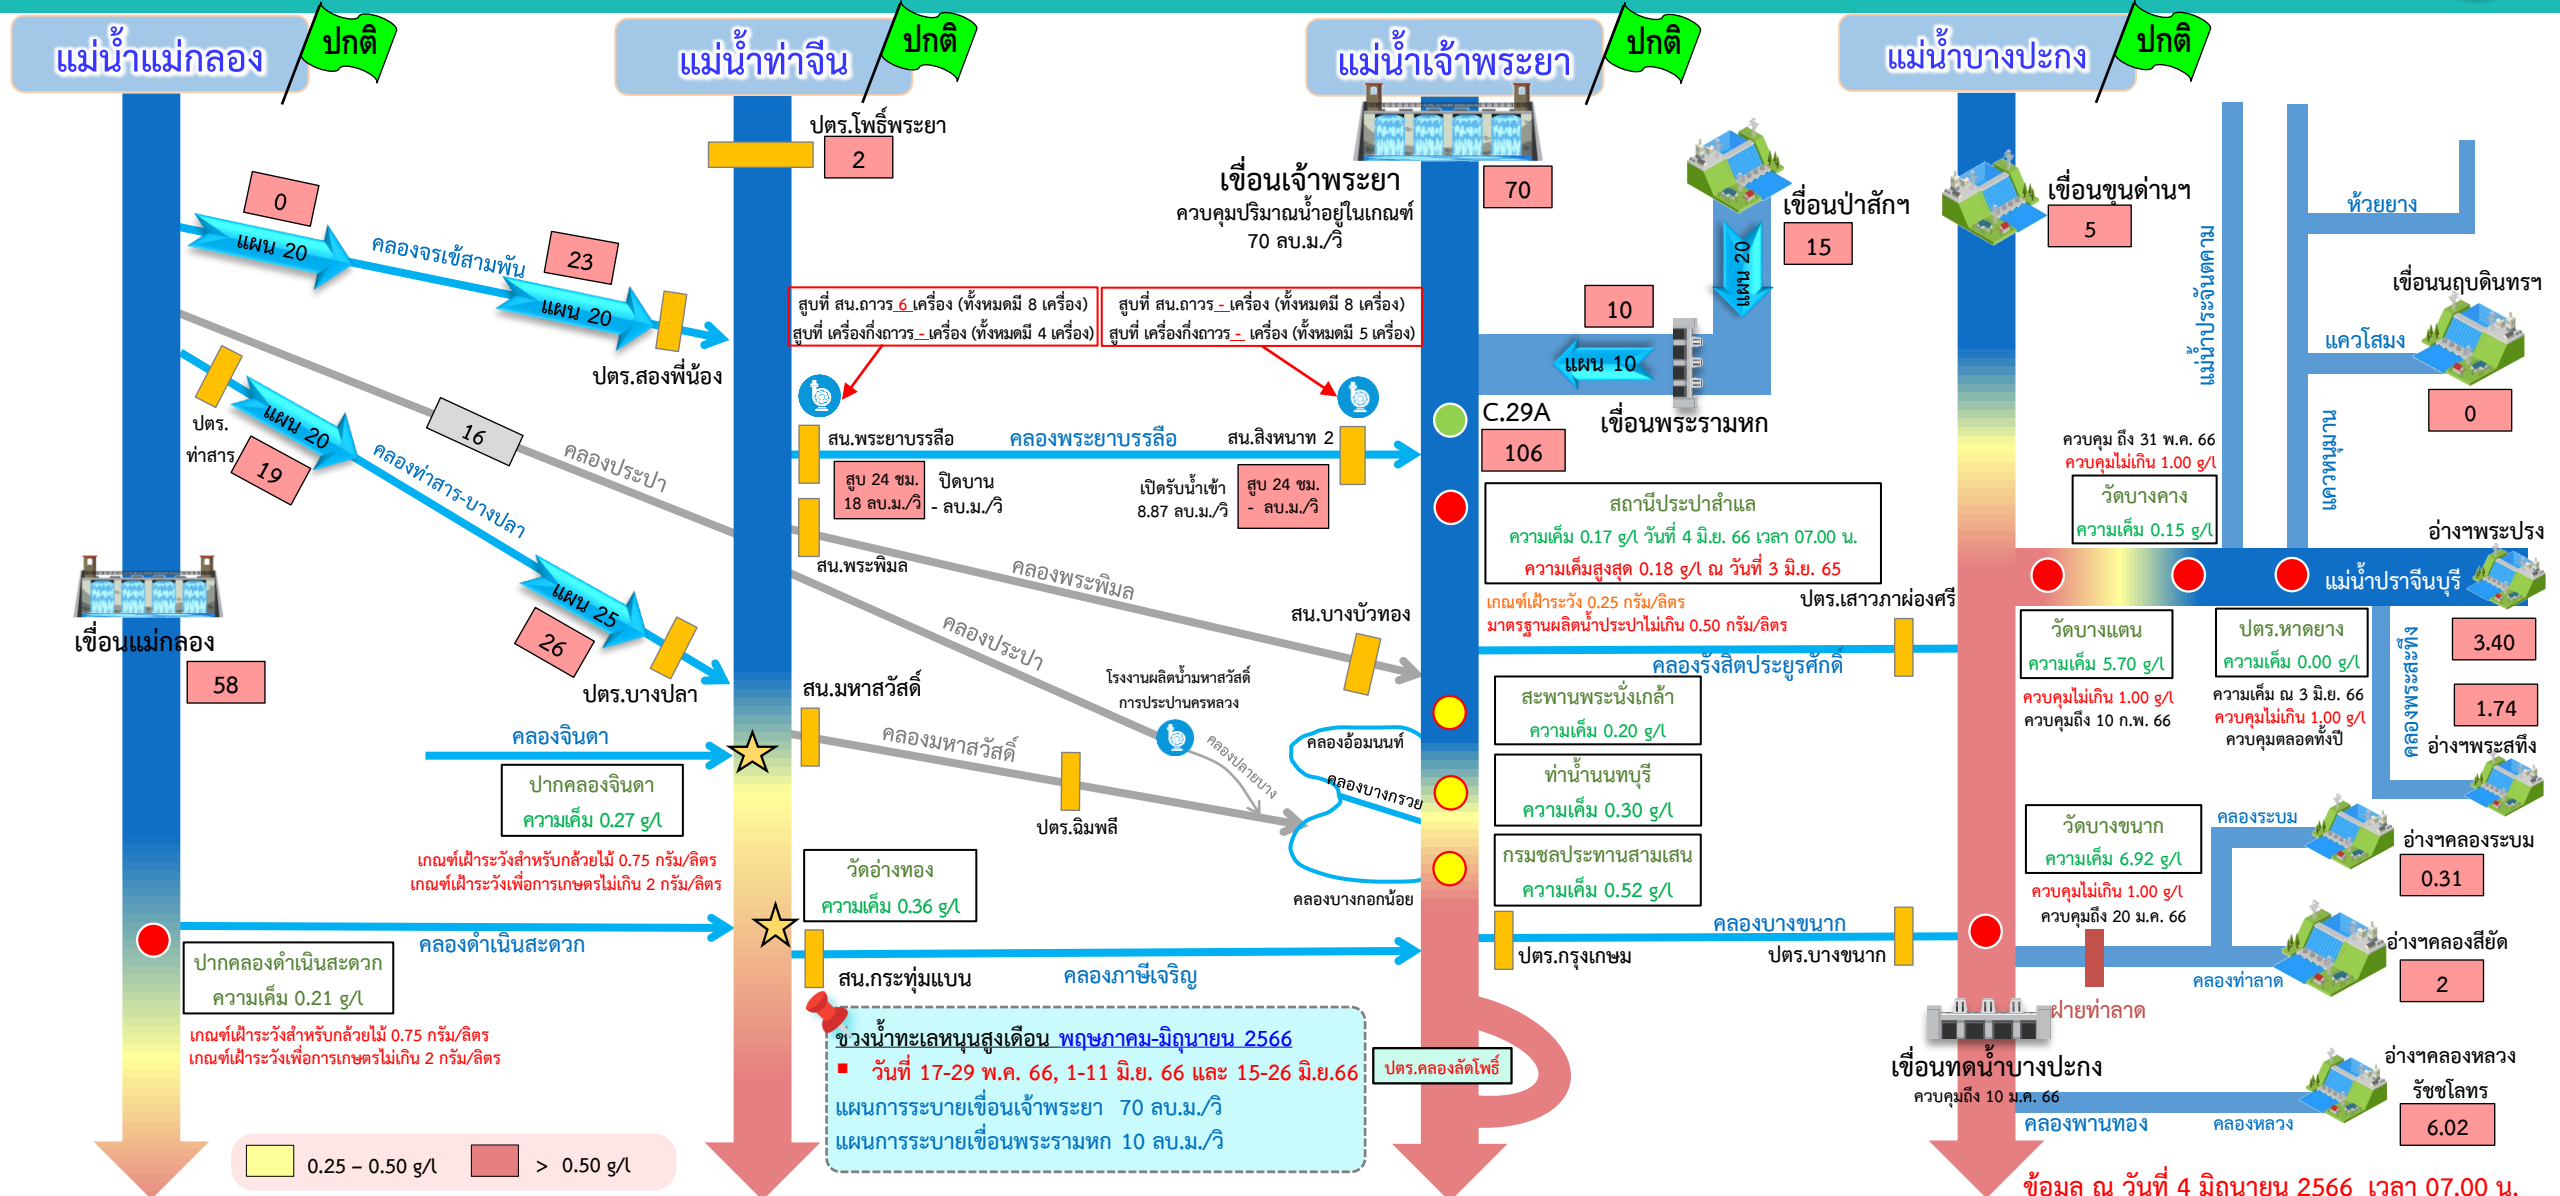 แม่น้ำแม่กลอง
ปกติ
แม่น้ำท่าจีน
ปกติ
แม่น้ำเจ้าพระยา
ปกติ
แม่น้ำบางปะกง
ปกติ
0
แผน 20
คลองจรเข้สามพัน
23
แผน 20
ปตร.สองพี่น้อง
ปตร.
ท่าสาร
แผน 20
19
16
คลองประปา
คลองท่าสาร-บางปลา
แผน 25
26
ปตร.บางปลา
เขื่อนแม่กลอง
58
คลองจินดา
ปากคลองจินดา
ความเค็ม 0.27 g/l
เกณฑ์เฝ้าระวังสำหรับกล้วยไม้ 0.75 กรัม/ลิตร
เกณฑ์เฝ้าระวังเพื่อการเกษตรไม่เกิน 2 กรัม/ลิตร
คลองดำเนินสะดวก
ปากคลองดำเนินสะดวก
ความเค็ม 0.21 g/l
เกณฑ์เฝ้าระวังสำหรับกล้วยไม้ 0.75 กรัม/ลิตร
เกณฑ์เฝ้าระวังเพื่อการเกษตรไม่เกิน 2 กรัม/ลิตร
0.25 – 0.50 g/l
> 0.50 g/l
ปตร.โพธิ์พระยา
2
สูบที่ สน.ถาวร 6 เครื่อง (ทั้งหมดมี 8 เครื่อง)
สูบที่ เครื่องกึ่งถาวร - เครื่อง (ทั้งหมดมี 4 เครื่อง)
สูบที่ สน.ถาวร - เครื่อง (ทั้งหมดมี 8 เครื่อง)
สูบที่ เครื่องกึ่งถาวร - เครื่อง (ทั้งหมดมี 5 เครื่อง)
สน.พระยาบรรลือ
คลองพระยาบรรลือ
สน.สิงหนาท 2
สูบ 24 ชม.
18 ลบ.ม./วิ
ปิดบาน
- ลบ.ม./วิ
เปิดรับน้ำเข้า
8.87 ลบ.ม./วิ
สูบ 24 ชม.
- ลบ.ม./วิ
สน.พระพิมล
คลองพระพิมล
สน.บางบัวทอง
คลองประปา
สน.มหาสวัสดิ์
คลองมหาสวัสดิ์
โรงงานผลิตน้ำมหาสวัสดิ์
การประปานครหลวง
คลองปลายบาง
ปตร.ฉิมพลี
คลองอ้อมนนท์
คลองบางกรวย
คลองบางกอกน้อย
วัดอ่างทอง
ความเค็ม 0.36 g/l
สน.กระทุ่มแบน
คลองภาษีเจริญ
ช่วงน้ำทะเลหนุนสูงเดือน พฤษภาคม-มิถุนายน 2566
▪ วันที่ 17-29 พ.ค. 66, 1-11 มิ.ย. 66 และ 15-26 มิ.ย.66
แผนการระบายเขื่อนเจ้าพระยา 70 ลบ.ม./วิ
แผนการระบายเขื่อนพระรามหก 10 ลบ.ม./วิ
ปตร.คลองลัดโพธิ์
เขื่อนเจ้าพระยา
ควบคุมปริมาณน้ำอยู่ในเกณฑ์
70 ลบ.ม./วิ
70
เขื่อนป่าสักฯ
15
แผน 20
10
แผน 10
เขื่อนพระรามหก
C.29A
106
สถานีประปาสำแล
ความเค็ม 0.17 g/l วันที่ 4 มิ.ย. 66 เวลา 07.00 น.
ความเค็มสูงสุด 0.18 g/l ณ วันที่ 3 มิ.ย. 65
เกณฑ์เฝ้าระวัง 0.25 กรัม/ลิตร
มาตรฐานผลิตน้ำประปาไม่เกิน 0.50 กรัม/ลิตร
ปตร.เสาวภาผ่องศรี
คลองรังสิตประยูรศักดิ์
สะพานพระนั่งเกล้า
ความเค็ม 0.20 g/l
ท่าน้ำนนทบุรี
ความเค็ม 0.30 g/l
กรมชลประทานสามเสน
ความเค็ม 0.52 g/l
ปตร.กรุงเกษม
คลองบางขนาก
ปตร.บางขนาก
เขื่อนขุนด่านฯ
5
แม่น้ำประจันตคาม
ห้วยยาง
เขื่อนนฤบดินทรฯ
แควโสมง
0
แควหนุมาน
ควบคุม ถึง 31 พ.ค. 66
ควบคุมไม่เกิน 1.00 g/l
วัดบางคาง
ความเค็ม 0.15 g/l
อ่างฯพระปรง
แม่น้ำปราจีนบุรี
3.40
วัดบางแตน
ความเค็ม 5.70 g/l
ควบคุมไม่เกิน 1.00 g/l
ควบคุมถึง 10 ก.พ. 66
ปตร.หาดยาง
ความเค็ม 0.00 g/l
ความเค็ม ณ 3 มิ.ย. 66
ควบคุมไม่เกิน 1.00 g/l
ควบคุมตลอดทั้งปี
คลองพระสะทึง
1.74
อ่างฯพระสทึง
วัดบางขนาก
ความเค็ม 6.92 g/l
ควบคุมไม่เกิน 1.00 g/l
ควบคุมถึง 20 ม.ค. 66
คลองระบม
อ่างฯคลองระบม
0.31
อ่างฯคลองสียัด
2
คลองท่าลาด
ฝายท่าลาด
เขื่อนทดน้ำบางปะกง
ควบคุมถึง 10 ม.ค. 66
คลองพานทอง
คลองหลวง
อ่างฯคลองหลวง
รัชชโลทร
6.02
ข้อมูล ณ วันที่ 4 มิถุนายน 2566 เวลา 07.00 น.